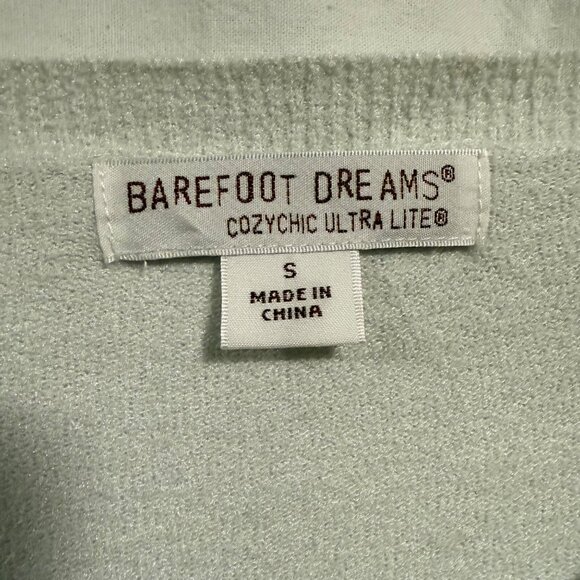 BAREFOOT DREAMS®
COZYCHIC ULTRA LITE®
S
MADE IN
CHINA